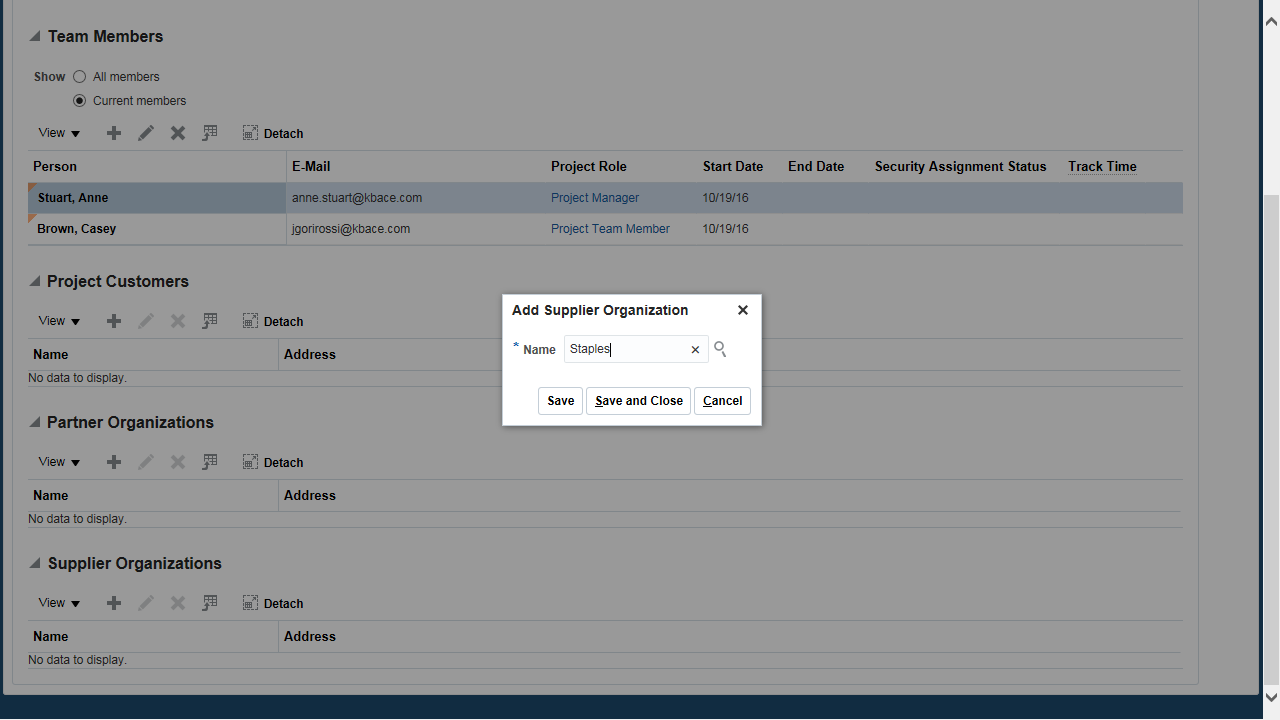 Team Members
Show All members
Current members
View Detach
Person E-Mail Project Role Start Date End Date Security Assignment Status Track Time
Stuart, Anne anne.stuart@kbace.com Project Manager 10/19/16
Brown, Casey jgorirossi@kbace.com Project Team Member 10/19/16
Project Customers
View Detach
Name Address
No data to display.
Add Supplier Organization
* Name Staples
Save Save and Close Cancel
Partner Organizations
View Detach
Name Address
No data to display.
Supplier Organizations
View Detach
Name Address
No data to display.